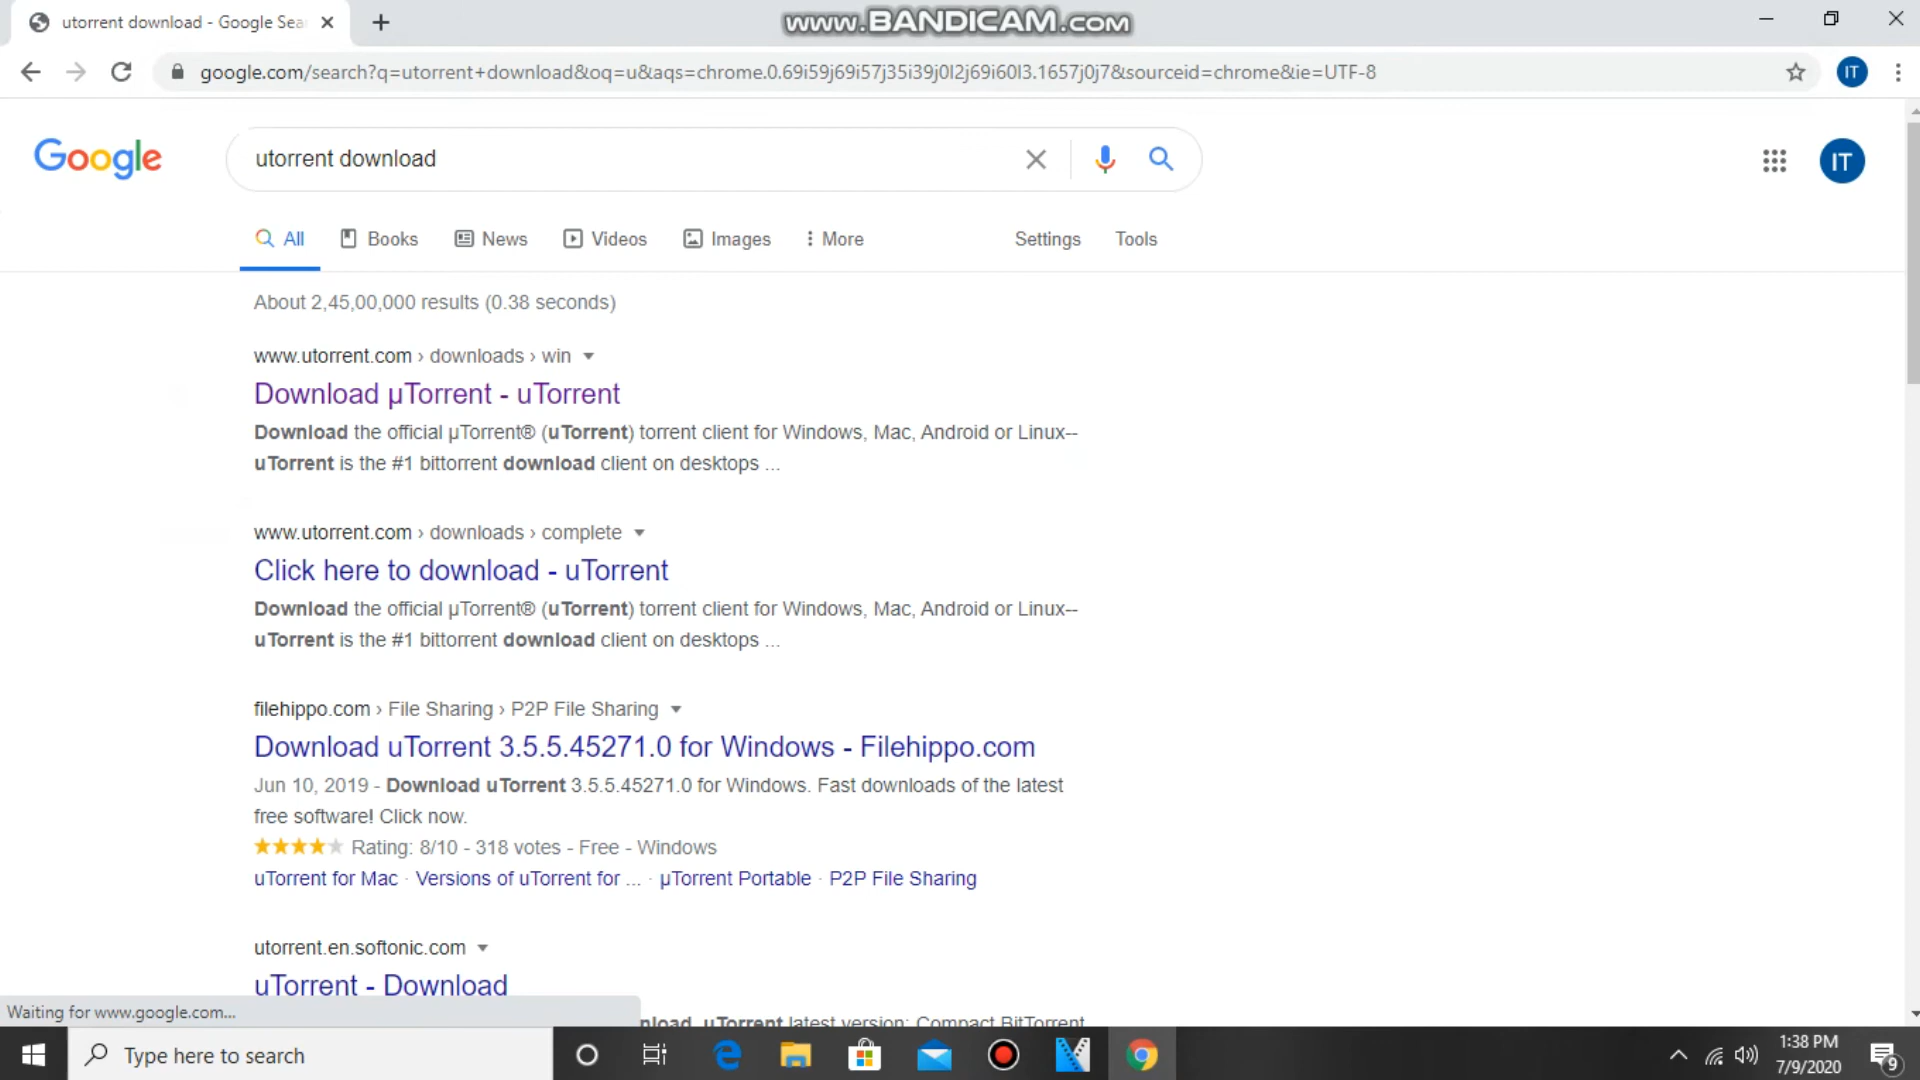 utorrent download - Google Sea
www.BANDICAM.com
google.com/search?q=utorrent+download&oq=u&aqs=chrome.0.69i59j69i57j35i39j0l2j69i60l3.1657j0j7&sourceid=chrome&ie=UTF-8
IT
Google
utorrent download
IT
All
Books
News
Videos
Images
More
Settings
Tools
About 2,45,00,000 results (0.38 seconds)
www.utorrent.com › downloads › win
Download µTorrent - uTorrent
Download the official µTorrent® (uTorrent) torrent client for Windows, Mac, Android or Linux--
uTorrent is the #1 bittorrent download client on desktops ...
www.utorrent.com › downloads › complete
Click here to download - uTorrent
Download the official µTorrent® (uTorrent) torrent client for Windows, Mac, Android or Linux--
uTorrent is the #1 bittorrent download client on desktops ...
filehippo.com › File Sharing › P2P File Sharing
Download uTorrent 3.5.5.45271.0 for Windows - Filehippo.com
Jun 10, 2019 - Download uTorrent 3.5.5.45271.0 for Windows. Fast downloads of the latest
free software! Click now.
Rating: 8/10 - 318 votes - Free - Windows
uTorrent for Mac · Versions of uTorrent for ... · µTorrent Portable · P2P File Sharing
utorrent.en.softonic.com
uTorrent - Download
Waiting for www.google.com...
nload. uTorrent latest version: Compact BitTorrent
Type here to search
1:38 PM
7/9/2020
9